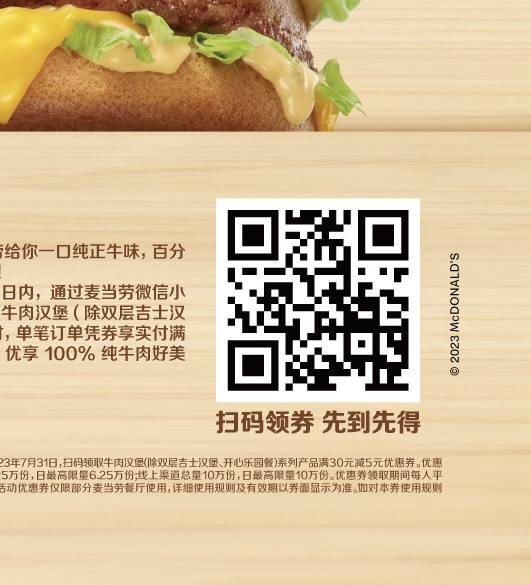 劳给你一口纯正牛味，百分
！
日内，通过麦当劳微信小
牛肉汉堡（除双层吉士汉
时，单笔订单凭券享实付满
优享 100% 纯牛肉好美
扫码领券 先到先得
© 2023 McDONALD'S
23年7月31日,扫码领取牛肉汉堡(除双层吉士汉堡、开心乐园餐)系列产品满30元减5元优惠券。优惠
25万份，日最高限量6.25万份;线上渠道总量10万份，日最高限量10万份。优惠券领取期间每人平
活动优惠券仅限部分麦当劳餐厅使用，详细使用规则及有效期以券面显示为准。如对本券使用规则